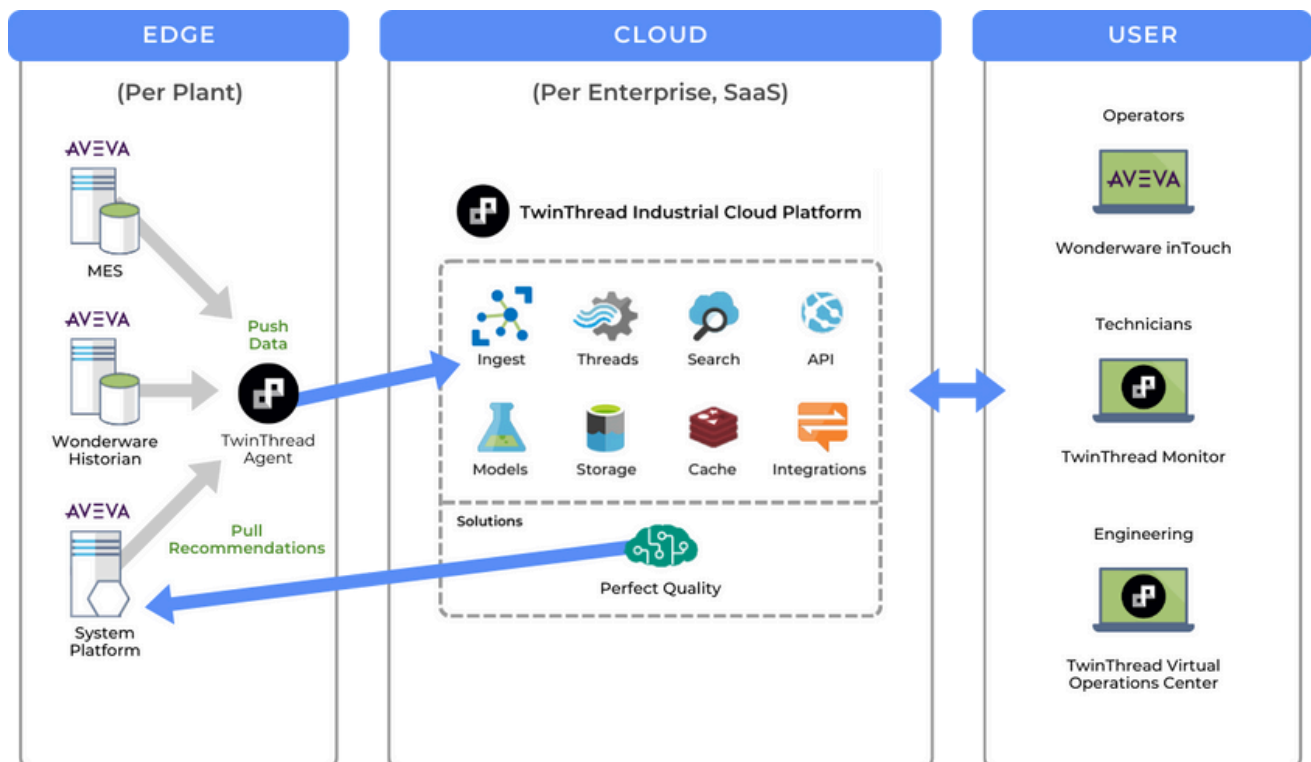 EDGE
(Per Plant)
AVEVA
MES
AVEVA
Wonderware
Historian
AVEVA
System
Platform
Push
Data
TwinThread
Agent
Pull
Recommendations
CLOUD
(Per Enterprise, SaaS)
TwinThread Industrial Cloud Platform
Ingest
Threads
Search
API
Models
Storage
Cache
Integrations
Solutions
Perfect Quality
USER
Operators
AVEVA
Wonderware inTouch
Technicians
TwinThread Monitor
Engineering
TwinThread Virtual
Operations Center